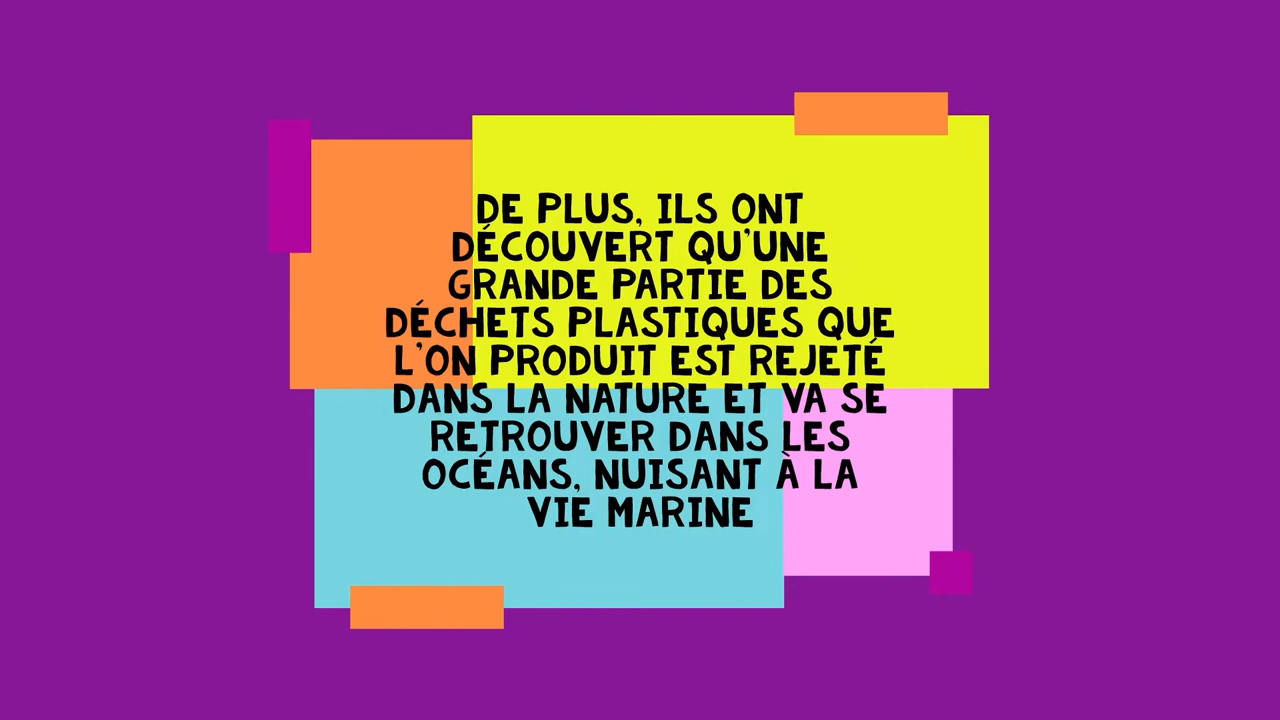 DE PLUS, ILS ONT
DÉCOUVERT QU'UNE
GRANDE PARTIE DES
DÉCHETS PLASTIQUES QUE
L'ON PRODUIT EST REJETÉ
DANS LA NATURE ET VA SE
RETROUVER DANS LES
OCÉANS, NUISANT À LA
VIE MARINE